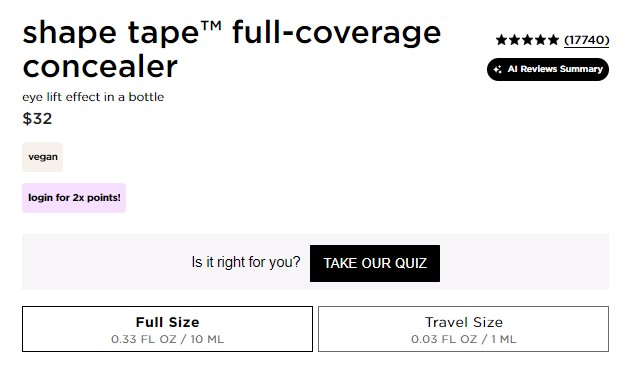 shape tape™ full-coverage
concealer
★★★★★ (17740)
AI Reviews Summary
eye lift effect in a bottle
$32
vegan
login for 2x points!
Is it right for you? TAKE OUR QUIZ
Full Size
0.33 FL OZ / 10 ML
Travel Size
0.03 FL OZ / 1 ML